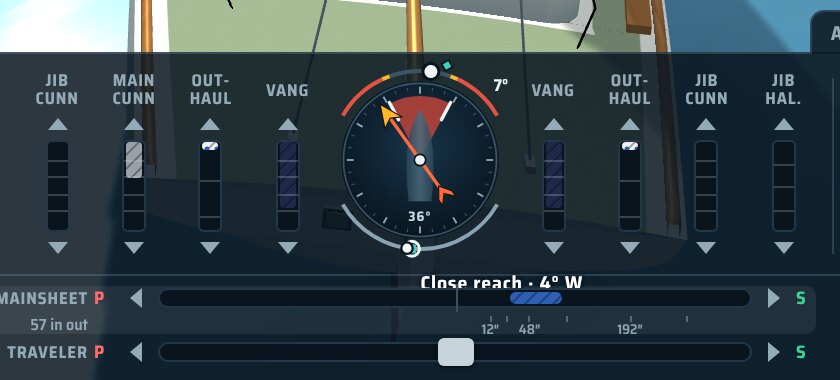 JIB
CUNN
MAIN
CUNN
OUT-
HAUL
VANG
7°
VANG
OUT-
HAUL
JIB
CUNN
JIB
HAL.
A
36°
Close reach · 4° W
MAINSHEET P
S
57 in out
12" 48" 192"
TRAVELER P
S